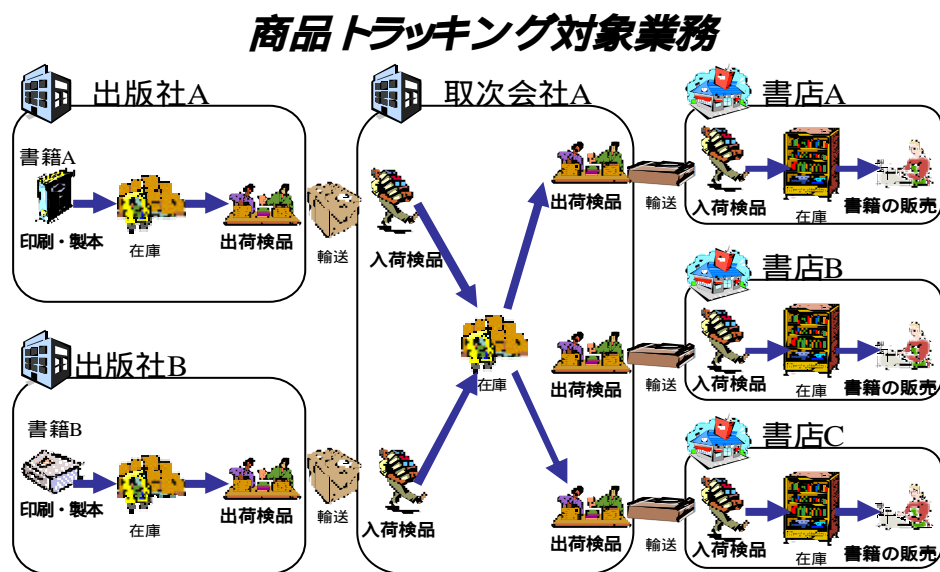 商品トラッキング対象業務
出版社A
書籍A
印刷・製本
在庫
出荷検品
輸送
出版社B
書籍B
印刷・製本
在庫
出荷検品
輸送
取次会社A
入荷検品
入荷検品
在庫
出荷検品
輸送
出荷検品
輸送
出荷検品
輸送
書店A
入荷検品
在庫
書籍の販売
書店B
入荷検品
在庫
書籍の販売
書店C
入荷検品
在庫
書籍の販売